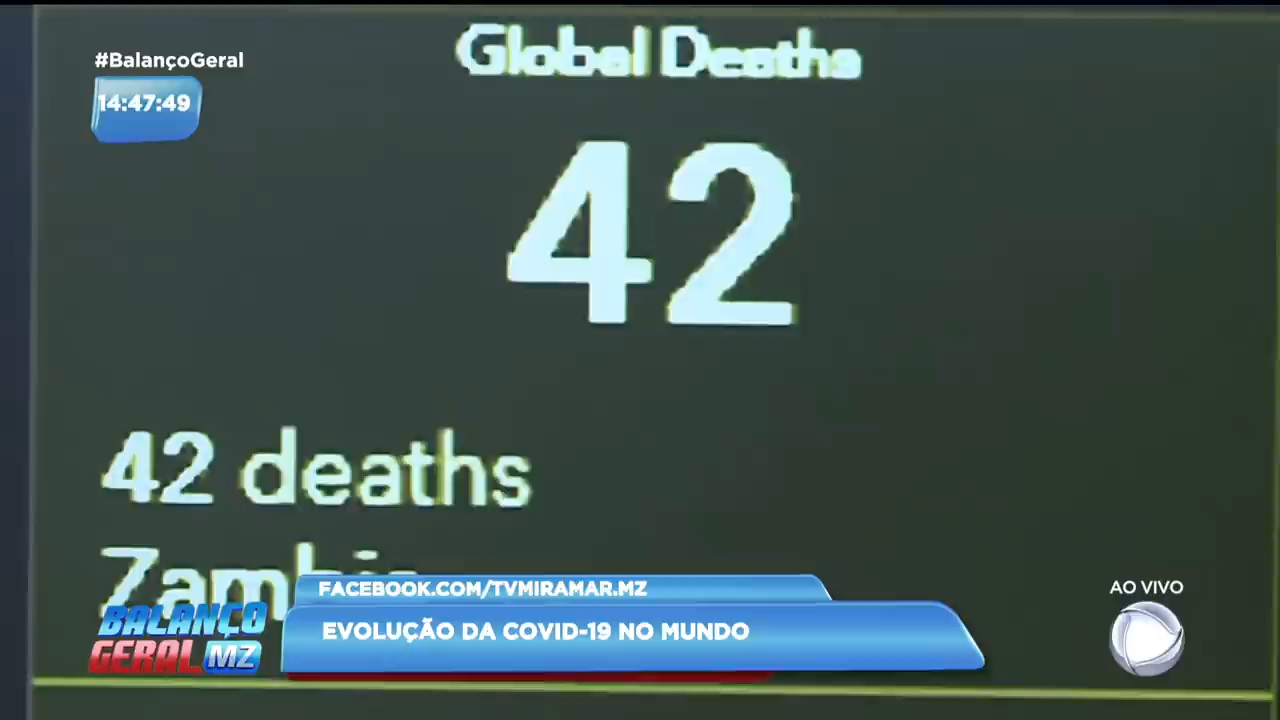 #BalançoGeral
14:47:49
Global Deaths
42
42 deaths
FACEBOOK.COM/TVMIRAMAR.MZ
EVOLUÇÃO DA COVID-19 NO MUNDO
BALANÇO
GERAL MZ
AO VIVO